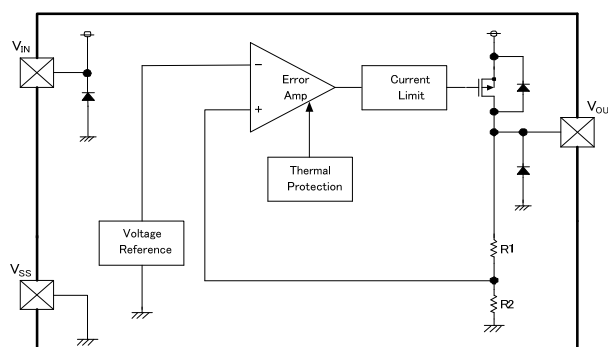 VIN
−
Error
Amp
+
Current
Limit
VOU
Thermal
Protection
Voltage
Reference
R1
VSS
R2